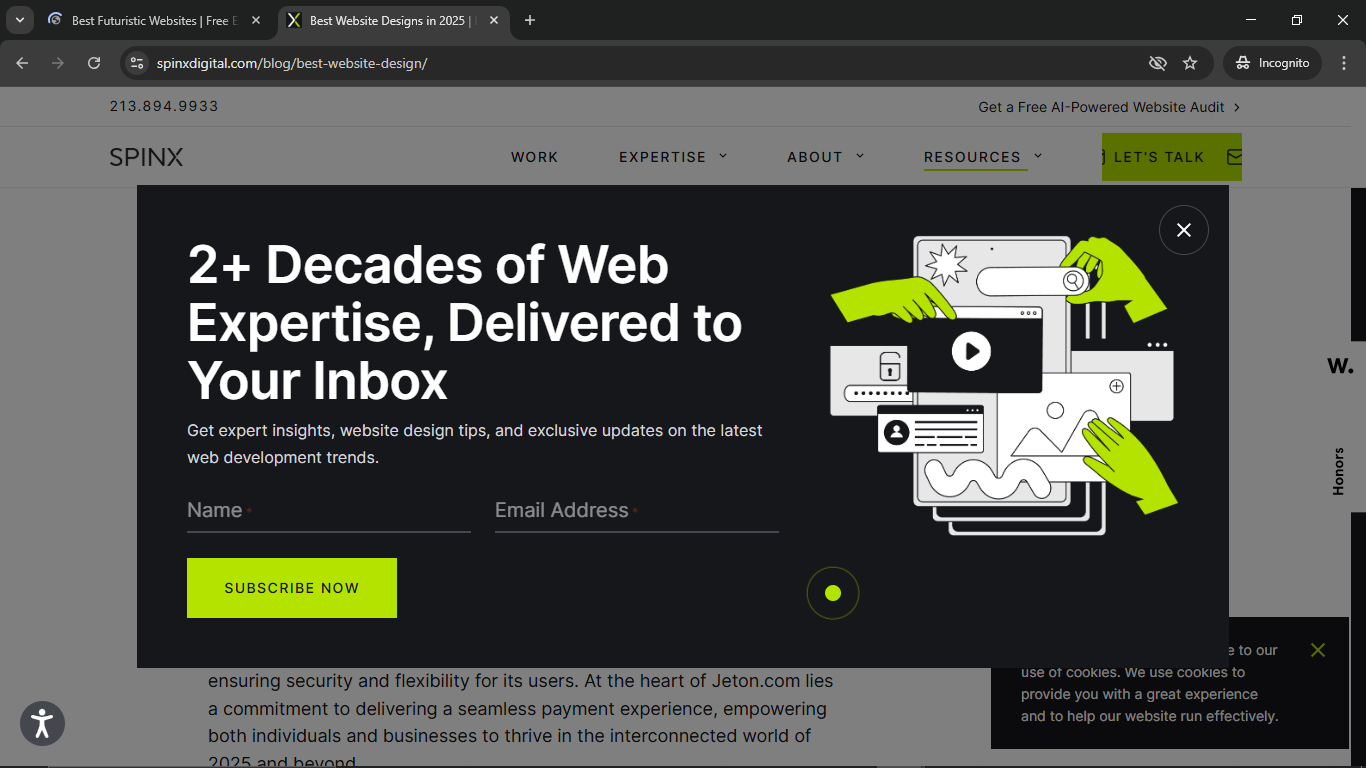 Best Futuristic Websites | Free E
Best Website Designs in 2025 |
spinxdigital.com/blog/best-website-design/
Incognito
213.894.9933
Get a Free AI-Powered Website Audit
SPINX
WORK
EXPERTISE
ABOUT
RESOURCES
LET'S TALK
2+ Decades of Web
Expertise, Delivered to
Your Inbox
Get expert insights, website design tips, and exclusive updates on the latest
web development trends.
Name *
Email Address *
SUBSCRIBE NOW
W.
Honors
e to our
use of cookies. We use cookies to
provide you with a great experience
and to help our website run effectively.
ensuring security and flexibility for its users. At the heart of Jeton.com lies
a commitment to delivering a seamless payment experience, empowering
both individuals and businesses to thrive in the interconnected world of
2025 and beyond